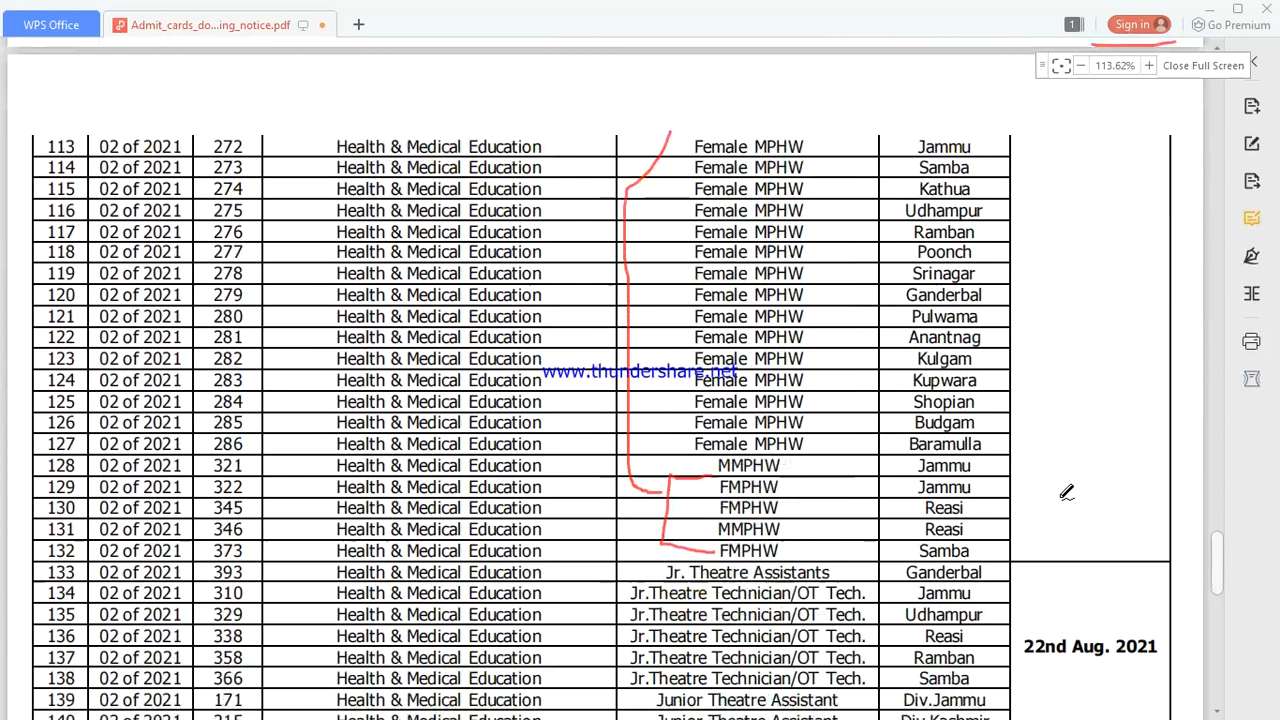 WPS Office Admit_cards_do...ing_notice.pdf + 1 Sign in Go Premium
113.62% Close Full Screen
113 02 of 2021 272 Health & Medical Education Female MPHW Jammu
114 02 of 2021 273 Health & Medical Education Female MPHW Samba
115 02 of 2021 274 Health & Medical Education Female MPHW Kathua
116 02 of 2021 275 Health & Medical Education Female MPHW Udhampur
117 02 of 2021 276 Health & Medical Education Female MPHW Ramban
118 02 of 2021 277 Health & Medical Education Female MPHW Poonch
119 02 of 2021 278 Health & Medical Education Female MPHW Srinagar
120 02 of 2021 279 Health & Medical Education Female MPHW Ganderbal
121 02 of 2021 280 Health & Medical Education Female MPHW Pulwama
122 02 of 2021 281 Health & Medical Education Female MPHW Anantnag
123 02 of 2021 282 Health & Medical Education Female MPHW Kulgam
www.thundershare.net
124 02 of 2021 283 Health & Medical Education Female MPHW Kupwara
125 02 of 2021 284 Health & Medical Education Female MPHW Shopian
126 02 of 2021 285 Health & Medical Education Female MPHW Budgam
127 02 of 2021 286 Health & Medical Education Female MPHW Baramulla
128 02 of 2021 321 Health & Medical Education MMPHW Jammu
129 02 of 2021 322 Health & Medical Education FMPHW Jammu
130 02 of 2021 345 Health & Medical Education FMPHW Reasi
131 02 of 2021 346 Health & Medical Education MMPHW Reasi
132 02 of 2021 373 Health & Medical Education FMPHW Samba
133 02 of 2021 393 Health & Medical Education Jr. Theatre Assistants Ganderbal
134 02 of 2021 310 Health & Medical Education Jr.Theatre Technician/OT Tech. Jammu
135 02 of 2021 329 Health & Medical Education Jr.Theatre Technician/OT Tech. Udhampur
136 02 of 2021 338 Health & Medical Education Jr.Theatre Technician/OT Tech. Reasi
22nd Aug. 2021
137 02 of 2021 358 Health & Medical Education Jr.Theatre Technician/OT Tech. Ramban
138 02 of 2021 366 Health & Medical Education Jr.Theatre Technician/OT Tech. Samba
139 02 of 2021 171 Health & Medical Education Junior Theatre Assistant Div.Jammu
140 02 of 2021 215 Health & Medical Education Junior Theatre Assistant Div.Kashmir